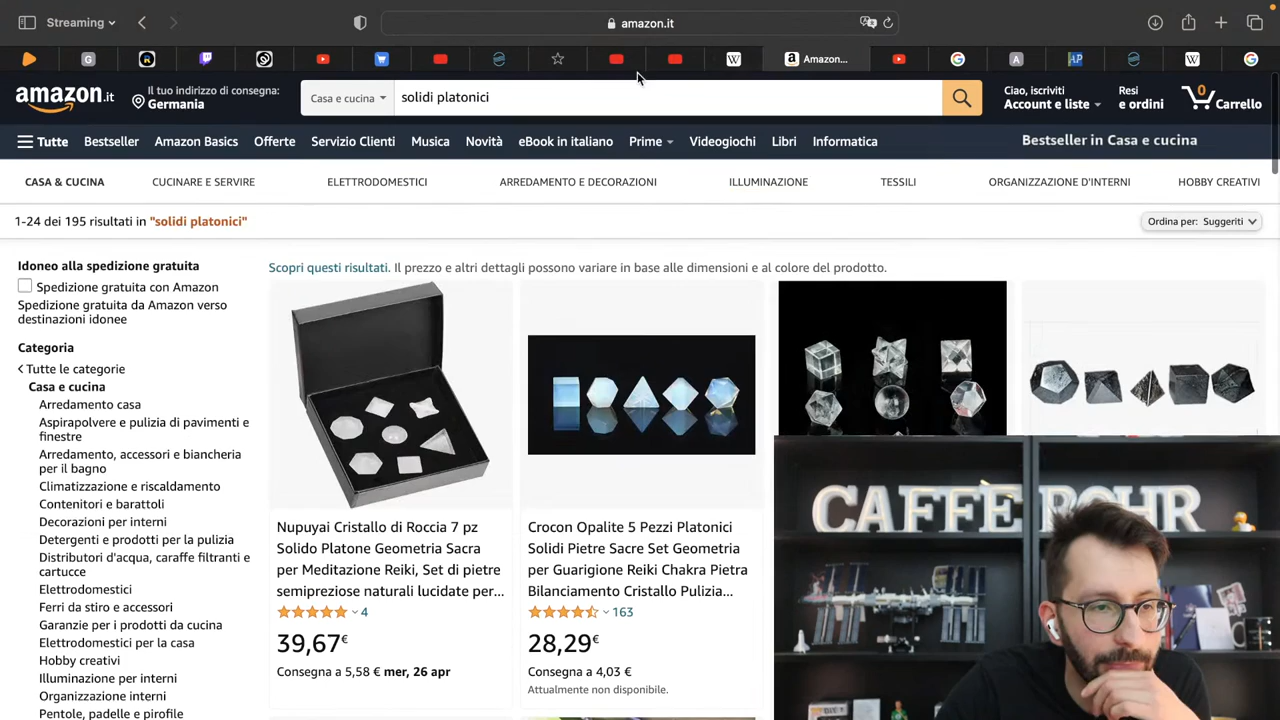 Streaming
amazon.it
Amazon...
amazon.it
Il tuo indirizzo di consegna:
Germania
Casa e cucina
solidi platonici
Ciao, iscriviti
Account e liste
Resi
e ordini
0
Carrello
Tutte
Bestseller
Amazon Basics
Offerte
Servizio Clienti
Musica
Novità
eBook in italiano
Prime
Videogiochi
Libri
Informatica
Bestseller in Casa e cucina
CASA & CUCINA
CUCINARE E SERVIRE
ELETTRODOMESTICI
ARREDAMENTO E DECORAZIONI
ILLUMINAZIONE
TESSILI
ORGANIZZAZIONE D'INTERNI
HOBBY CREATIVI
1-24 dei 195 risultati in "solidi platonici"
Ordina per: Suggeriti
Idoneo alla spedizione gratuita
Spedizione gratuita con Amazon
Spedizione gratuita da Amazon verso
destinazioni idonee
Categoria
Tutte le categorie
Casa e cucina
Arredamento casa
Aspirapolvere e pulizia di pavimenti e
finestre
Arredamento, accessori e biancheria
per il bagno
Climatizzazione e riscaldamento
Contenitori e barattoli
Decorazioni per interni
Detergenti e prodotti per la pulizia
Distributori d'acqua, caraffe filtranti e
cartucce
Elettrodomestici
Ferri da stiro e accessori
Garanzie per i prodotti da cucina
Elettrodomestici per la casa
Hobby creativi
Illuminazione per interni
Organizzazione interni
Pentole, padelle e pirofile
Scopri questi risultati. Il prezzo e altri dettagli possono variare in base alle dimensioni e al colore del prodotto.
Nupuyai Cristallo di Roccia 7 pz
Solido Platone Geometria Sacra
per Meditazione Reiki, Set di pietre
semipreziose naturali lucidate per...
4
39,67€
Consegna a 5,58 € mer, 26 apr
Crocon Opalite 5 Pezzi Platonici
Solidi Pietre Sacre Set Geometria
per Guarigione Reiki Chakra Pietra
Bilanciamento Cristallo Pulizia...
163
28,29€
Consegna a 4,03 €
Attualmente non disponibile.
CAFFE ROHR